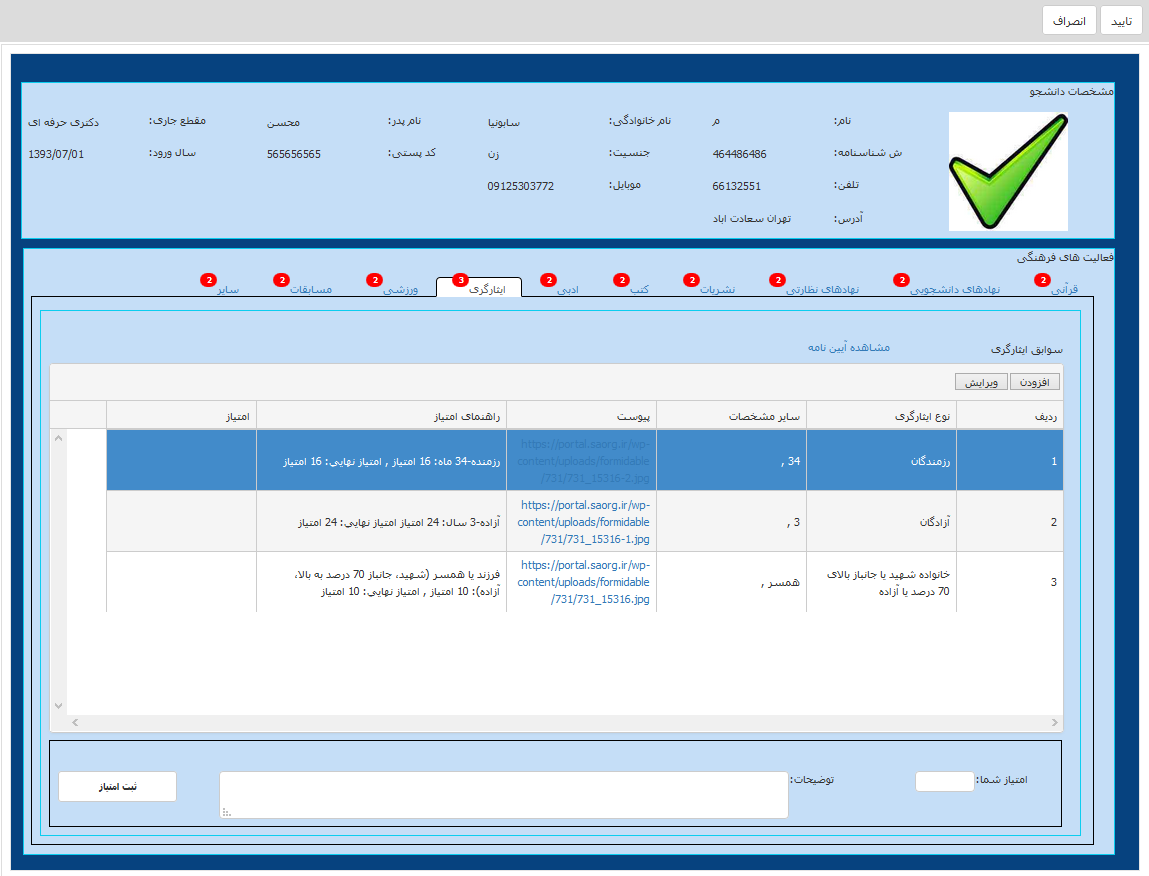 تایید
انصراف
مشخصات دانشجو
نام:
م
نام خانوادگی:
سابونیا
نام پدر:
محسن
مقطع جاری:
دکتری حرفه ای
ش شناسنامه:
464486486
جنسیت:
زن
کد پستی:
565656565
سال ورود:
1393/07/01
تلفن:
66132551
موبایل:
09125303772
آدرس:
تهران سعادت اباد
فعالیت های فرهنگی
قرآنی 2
نهادهای دانشجویی 2
نهادهای نظارتی 2
نشریات 2
کتب 2
ادبی 2
ایثارگری 3
ورزشی 2
مسابقات 2
سایر 2
سوابق ایثارگری
مشاهده آیین نامه
افزودن
ویرایش
ردیف
نوع ایثارگری
سایر مشخصات
پیوست
راهنمای امتیاز
امتیاز
1
رزمندگان
34 ,
https://portal.saorg.ir/wp-
content/uploads/formidable
/731/731_15316-2.jpg
رزمنده-34 ماه: 16 امتیاز , امتیاز نهایی: 16 امتیاز
2
آزادگان
3 ,
https://portal.saorg.ir/wp-
content/uploads/formidable
/731/731_15316-1.jpg
آزاده-3 سال: 24 امتیاز امتیاز نهایی: 24 امتیاز
3
خانواده شهید یا جانباز بالای
70 درصد یا آزاده
همسر ,
https://portal.saorg.ir/wp-
content/uploads/formidable
/731/731_15316.jpg
فرزند یا همسر (شهید، جانباز 70 درصد به بالا،
آزاده): 10 امتیاز , امتیاز نهایی: 10 امتیاز
امتیاز شما:
توضیحات:
ثبت امتیاز